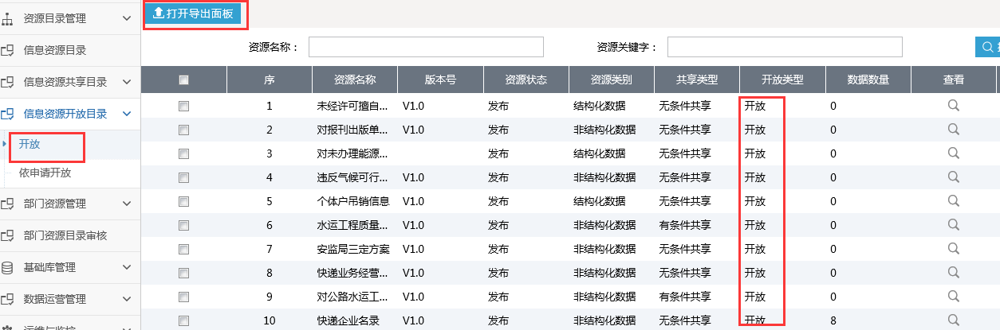 资源目录管理
信息资源目录
信息资源共享目录
信息资源开放目录
开放
依申请开放
部门资源管理
部门资源目录审核
基础库管理
数据运营管理
运维与监控
打开导出面板
资源名称： 资源关键字：
序 资源名称 版本号 资源状态 资源类别 共享类型 开放类型 数据数量 查看
1 未经许可擅自... V1.0 发布 结构化数据 无条件共享 开放 0
2 对报刊出版单... V1.0 发布 非结构化数据 无条件共享 开放 0
3 对未办理能源... 发布 结构化数据 无条件共享 开放 0
4 违反气候可行... V1.0 发布 非结构化数据 无条件共享 开放 0
5 个体户吊销信息 V1.0 发布 结构化数据 无条件共享 开放 0
6 水运工程质量... V1.0 发布 非结构化数据 有条件共享 开放 0
7 安监局三定方案 V1.0 发布 非结构化数据 无条件共享 开放 0
8 快递业务经营... V1.0 发布 非结构化数据 无条件共享 开放 0
9 对公路水运工... V1.0 发布 非结构化数据 有条件共享 开放 0
10 快递企业名录 V1.0 发布 非结构化数据 无条件共享 开放 8